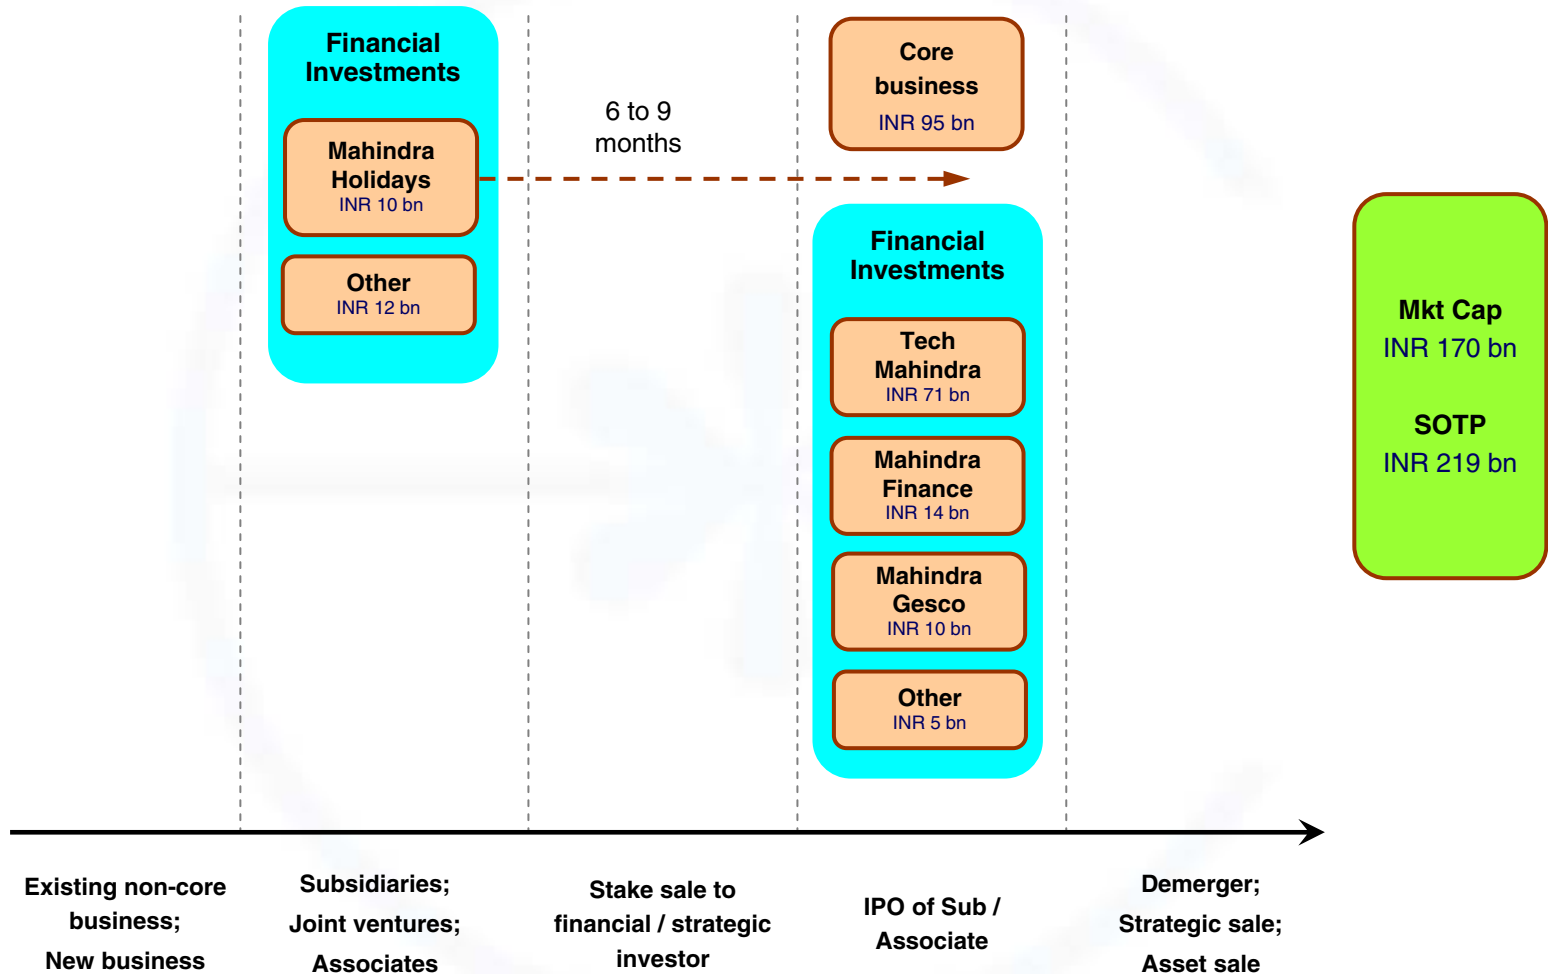 Financial
Investments
Mahindra
Holidays
INR 10 bn
Other
INR 12 bn
6 to 9
months
Core
business
INR 95 bn
Financial
Investments
Tech
Mahindra
INR 71 bn
Mahindra
Finance
INR 14 bn
Mahindra
Gesco
INR 10 bn
Other
INR 5 bn
Mkt Cap
INR 170 bn
SOTP
INR 219 bn
Existing non-core
business;
New business
Subsidiaries;
Joint ventures;
Associates
Stake sale to
financial / strategic
investor
IPO of Sub /
Associate
Demerger;
Strategic sale;
Asset sale